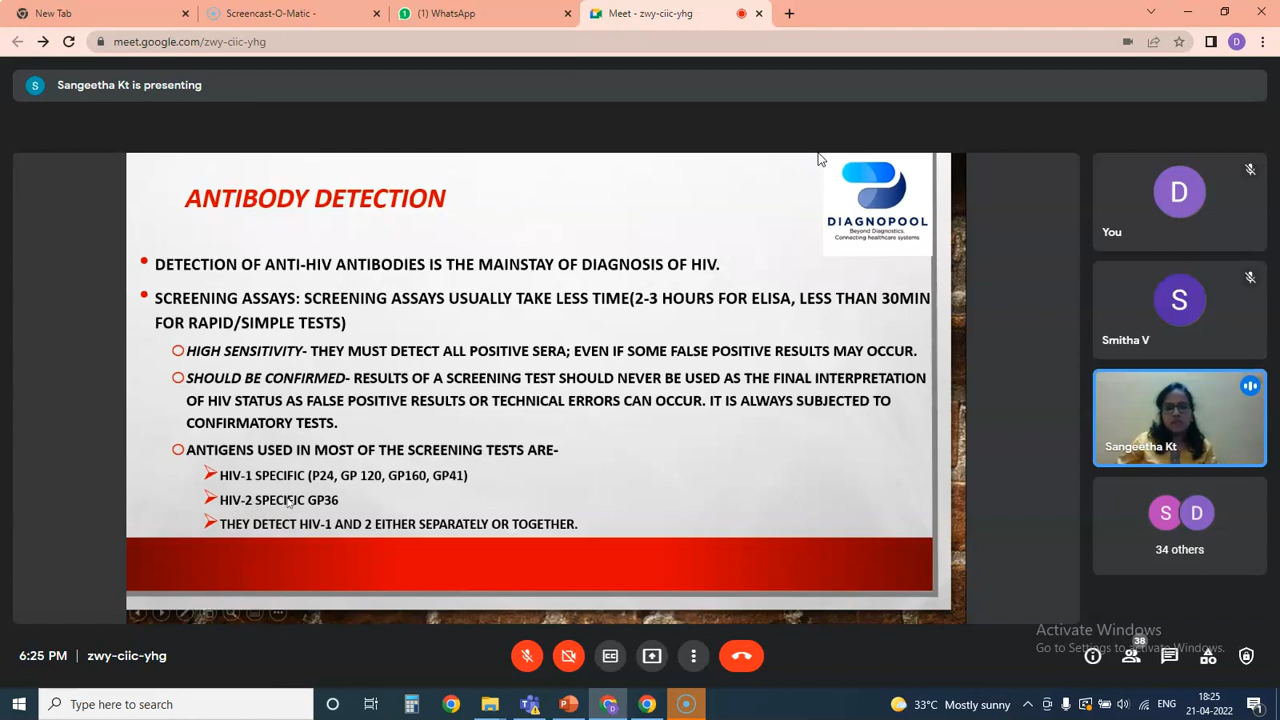 New Tab
Screencast-O-Matic -
(1) WhatsApp
Meet - zwy-ciic-yhg
meet.google.com/zwy-ciic-yhg
D
S
Sangeetha Kt is presenting
ANTIBODY DETECTION
DIAGNOPOOL
Beyond Diagnostics.
Connecting healthcare systems
DETECTION OF ANTI-HIV ANTIBODIES IS THE MAINSTAY OF DIAGNOSIS OF HIV.
SCREENING ASSAYS: SCREENING ASSAYS USUALLY TAKE LESS TIME(2-3 HOURS FOR ELISA, LESS THAN 30MIN
FOR RAPID/SIMPLE TESTS)
HIGH SENSITIVITY- THEY MUST DETECT ALL POSITIVE SERA; EVEN IF SOME FALSE POSITIVE RESULTS MAY OCCUR.
SHOULD BE CONFIRMED- RESULTS OF A SCREENING TEST SHOULD NEVER BE USED AS THE FINAL INTERPRETATION
OF HIV STATUS AS FALSE POSITIVE RESULTS OR TECHNICAL ERRORS CAN OCCUR. IT IS ALWAYS SUBJECTED TO
CONFIRMATORY TESTS.
ANTIGENS USED IN MOST OF THE SCREENING TESTS ARE-
HIV-1 SPECIFIC (P24, GP 120, GP160, GP41)
HIV-2 SPECIFIC GP36
THEY DETECT HIV-1 AND 2 EITHER SEPARATELY OR TOGETHER.
D
You
S
Smitha V
Sangeetha Kt
S D
34 others
Activate Windows
Go to Settings to activate Windows.
6:25 PM
zwy-ciic-yhg
38
Type here to search
33°C Mostly sunny
ENG
18:25
21-04-2022